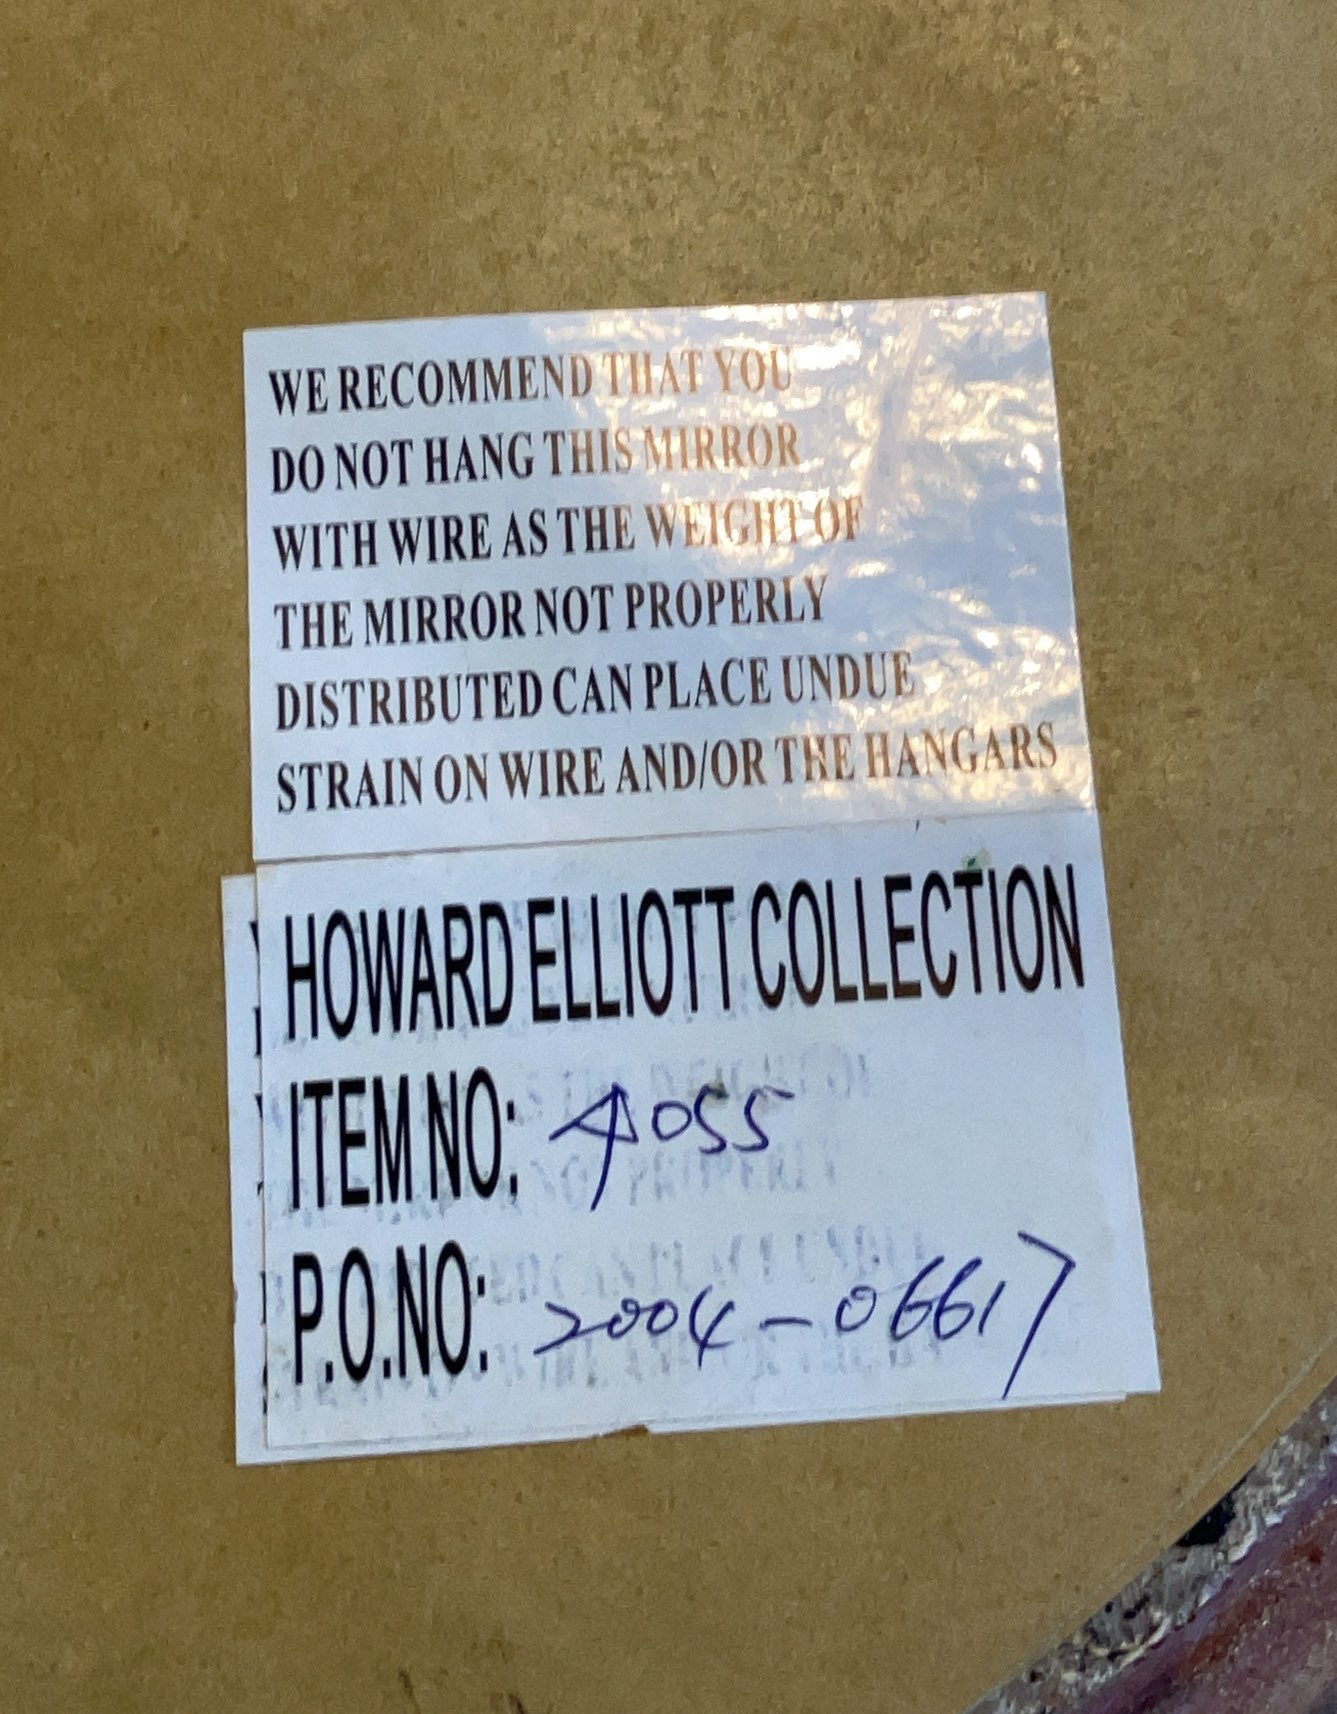 WE RECOMMEND THAT YOU
DO NOT HANG THIS MIRROR
WITH WIRE AS THE WEIGHT OF
THE MIRROR NOT PROPERLY
DISTRIBUTED CAN PLACE UNDUE
STRAIN ON WIRE AND/OR THE HANGARS
HOWARD ELLIOTT COLLECTION
ITEM NO: 4055
P.O.NO: 2004-06617